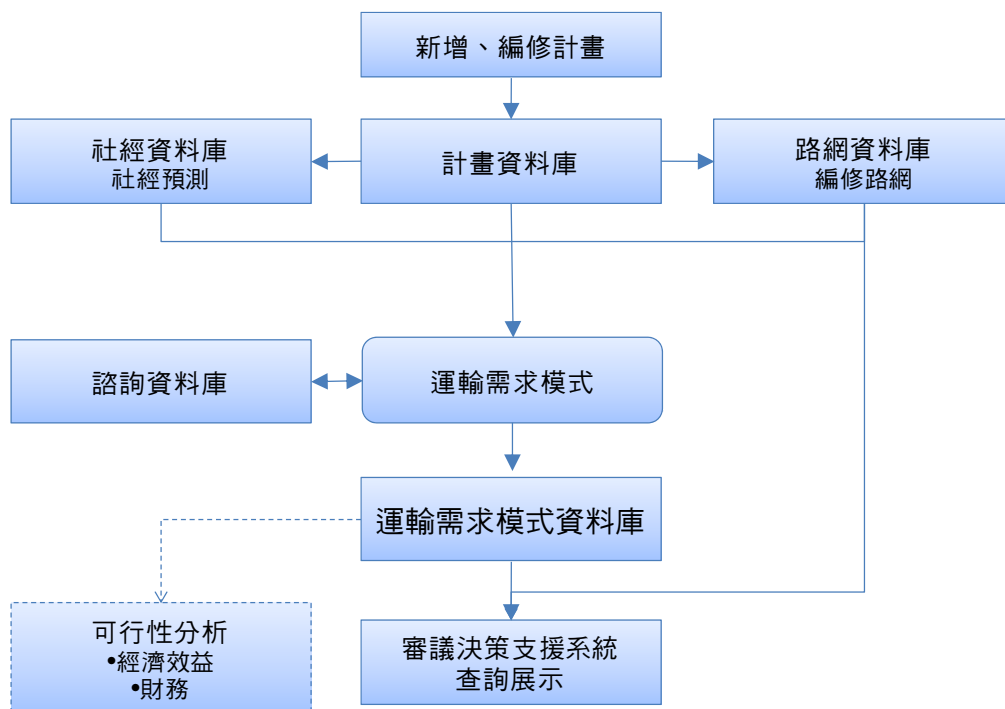 新增、編修計畫
社經資料庫
社經預測
計畫資料庫
路網資料庫
編修路網
諮詢資料庫
運輸需求模式
運輸需求模式資料庫
可行性分析
•經濟效益
•財務
審議決策支援系統
查詢展示